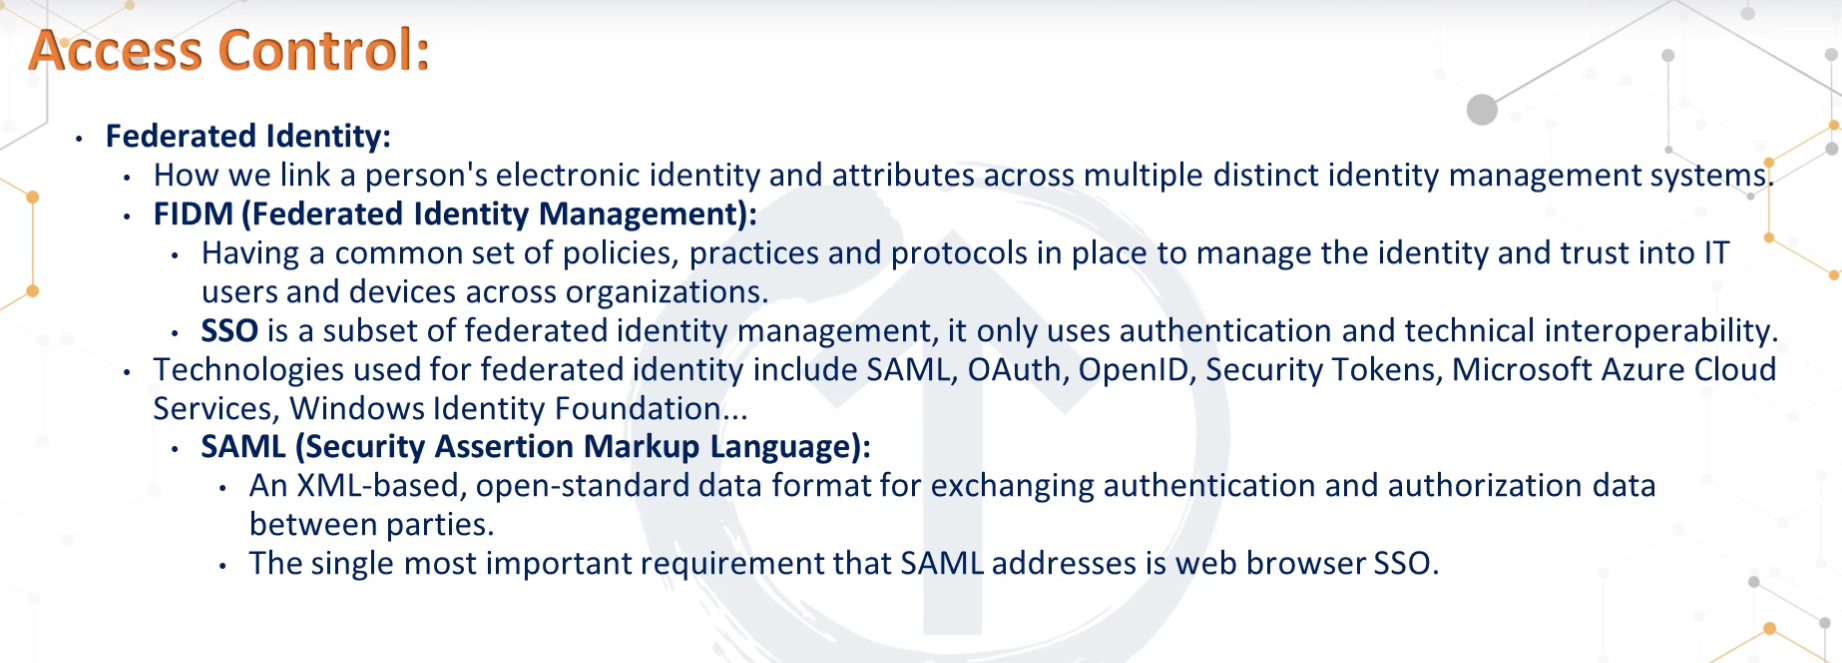 Access Control:
• Federated Identity:
• How we link a person's electronic identity and attributes across multiple distinct identity management systems.
• FIDM (Federated Identity Management):
• Having a common set of policies, practices and protocols in place to manage the identity and trust into IT
users and devices across organizations.
• SSO is a subset of federated identity management, it only uses authentication and technical interoperability.
• Technologies used for federated identity include SAML, OAuth, OpenID, Security Tokens, Microsoft Azure Cloud
Services, Windows Identity Foundation...
• SAML (Security Assertion Markup Language):
• An XML-based, open-standard data format for exchanging authentication and authorization data
between parties.
• The single most important requirement that SAML addresses is web browser SSO.